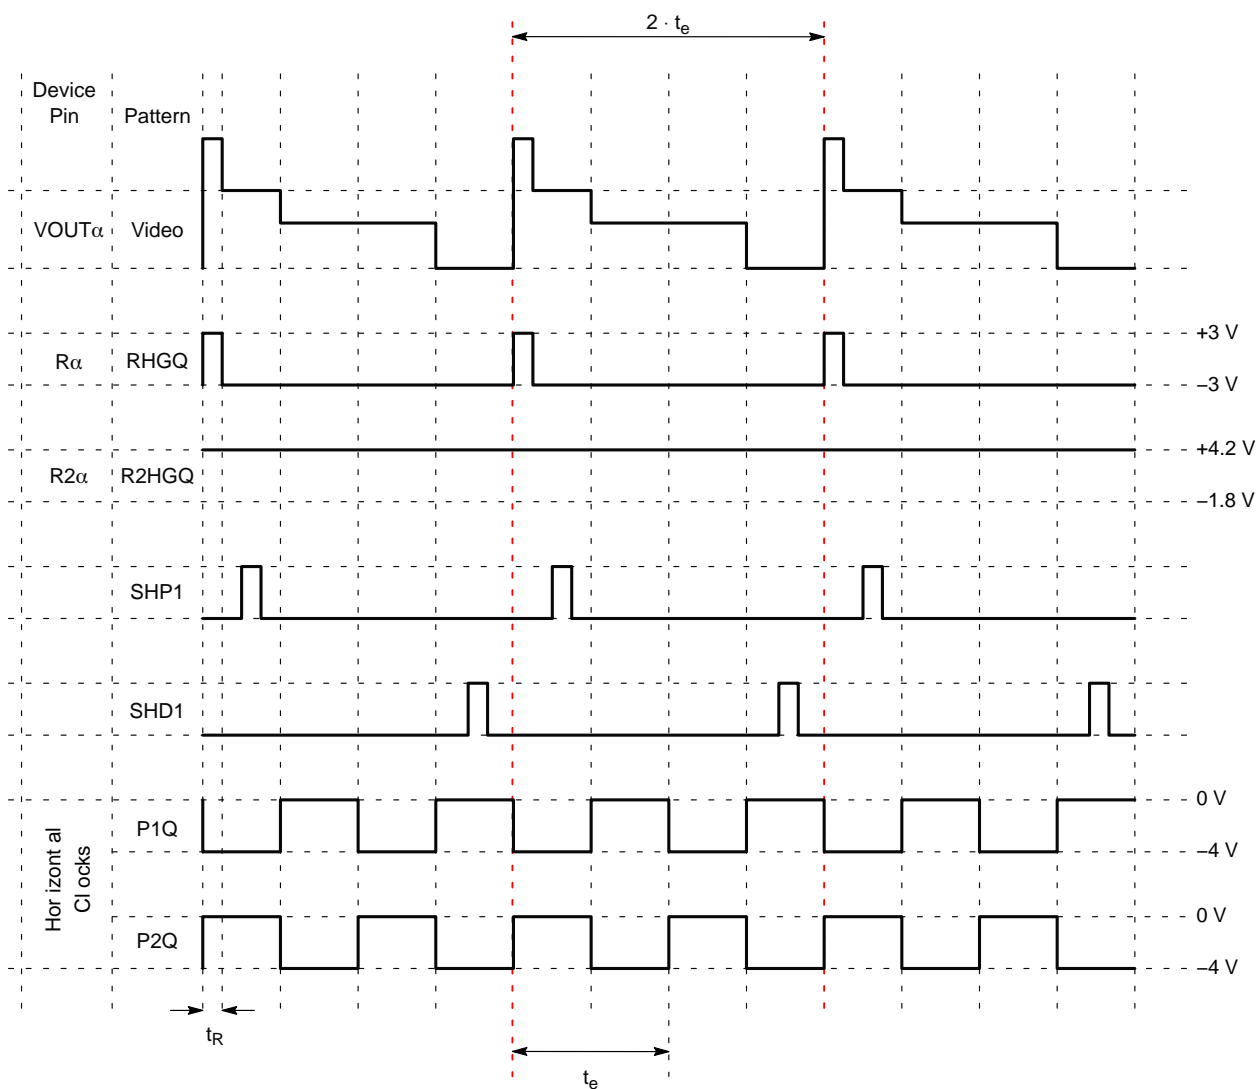 2 · te
Device
Pin
Pattern
VOUTα
Video
+3 V
Rα
RHGQ
–3 V
+4.2 V
R2α
R2HGQ
–1.8 V
SHP1
SHD1
0 V
P1Q
–4 V
Hor izont al
Cl ocks
0 V
P2Q
–4 V
tR
te